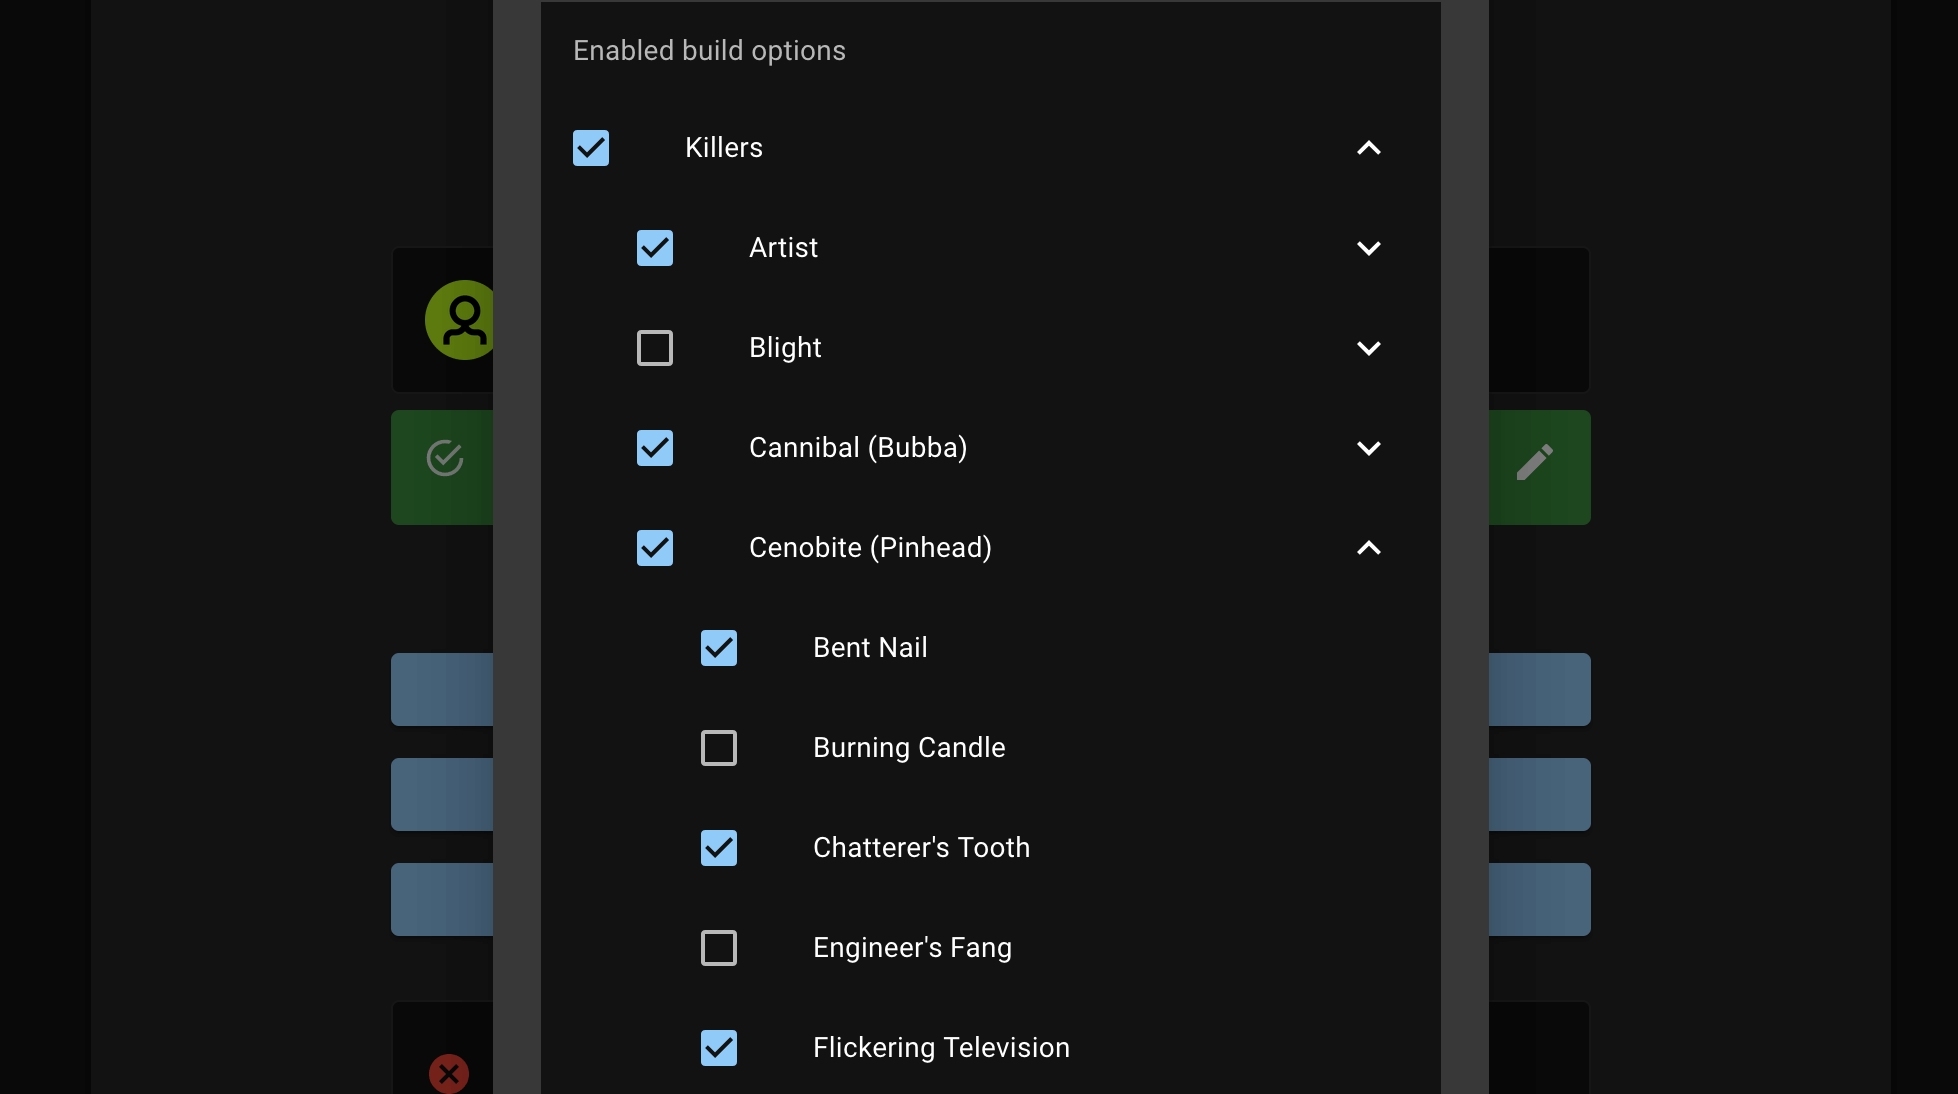 Enabled build options
Killers
Artist
Blight
Cannibal (Bubba)
Cenobite (Pinhead)
Bent Nail
Burning Candle
Chatterer's Tooth
Engineer's Fang
Flickering Television